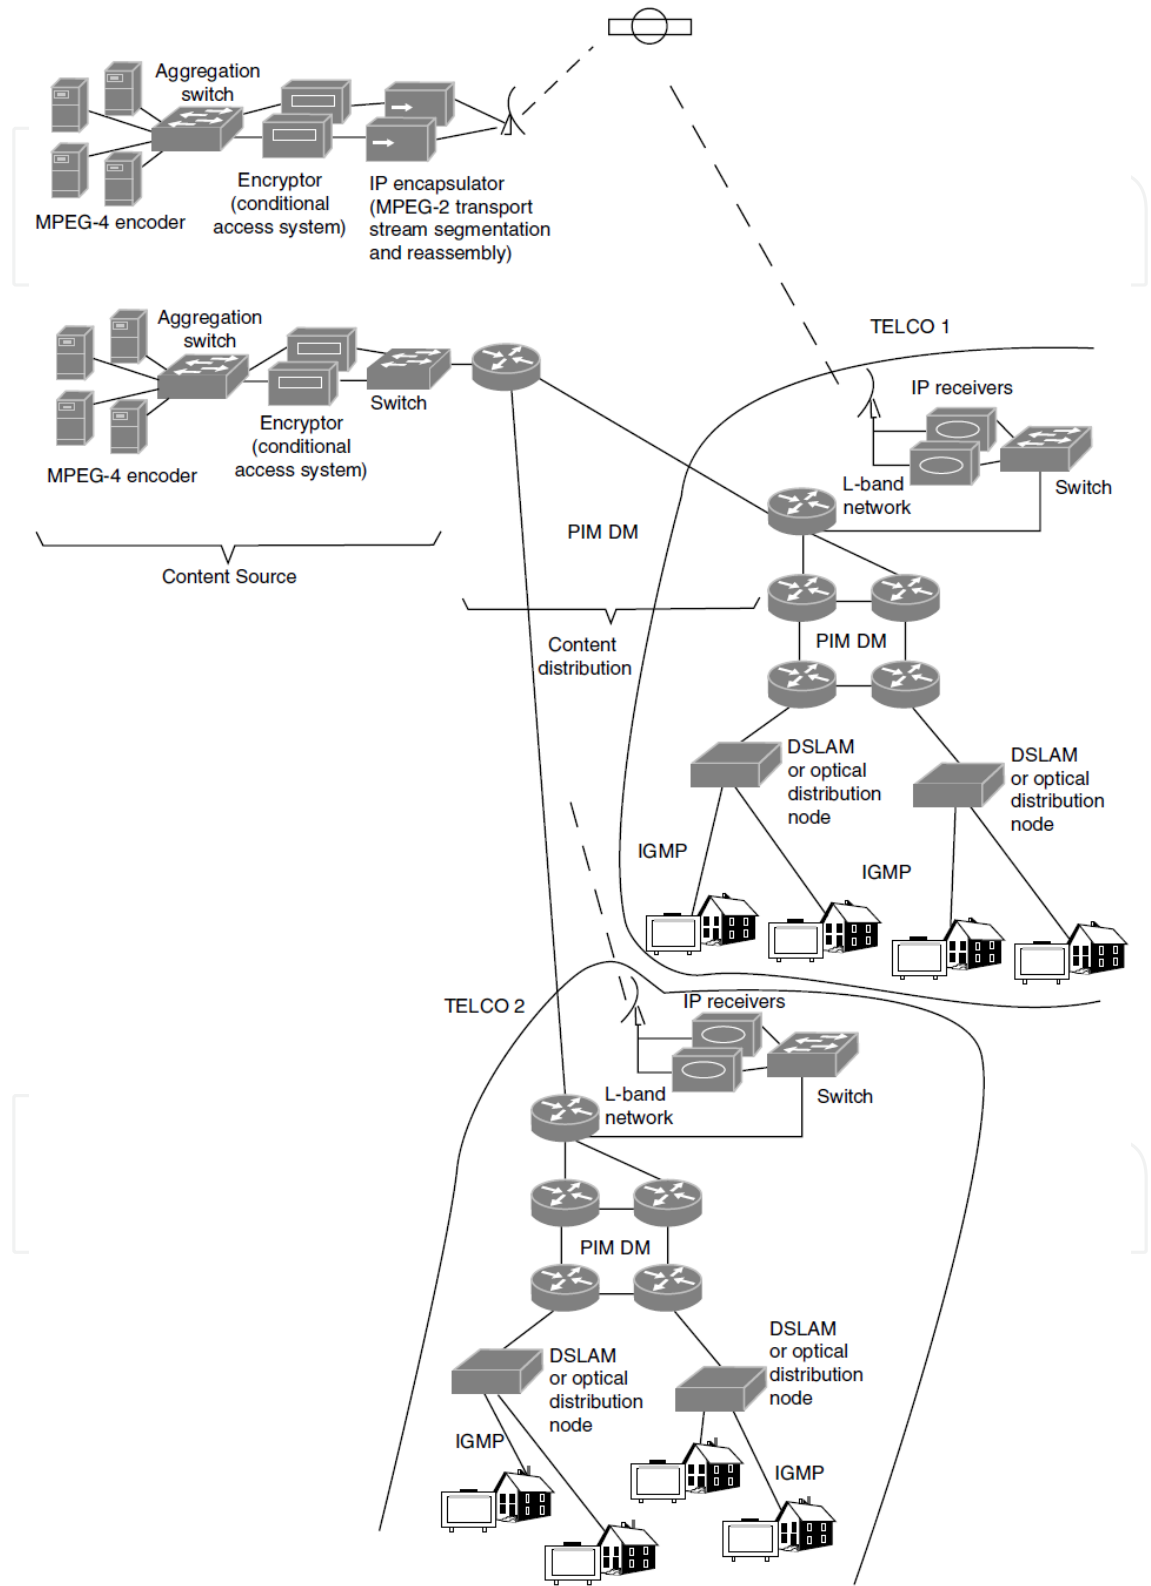 Aggregation
switch
MPEG-4 encoder
Encryptor
(conditional
access system)
IP encapsulator
(MPEG-2 transport
stream segmentation
and reassembly)
Aggregation
switch
MPEG-4 encoder
Encryptor
(conditional
access system)
Switch
Content Source
PIM DM
Content
distribution
TELCO 1
IP receivers
L-band
network
Switch
PIM DM
DSLAM
or optical
distribution
node
DSLAM
or optical
distribution
node
IGMP
IGMP
TELCO 2
IP receivers
L-band
network
Switch
PIM DM
DSLAM
or optical
distribution
node
DSLAM
or optical
distribution
node
IGMP
IGMP